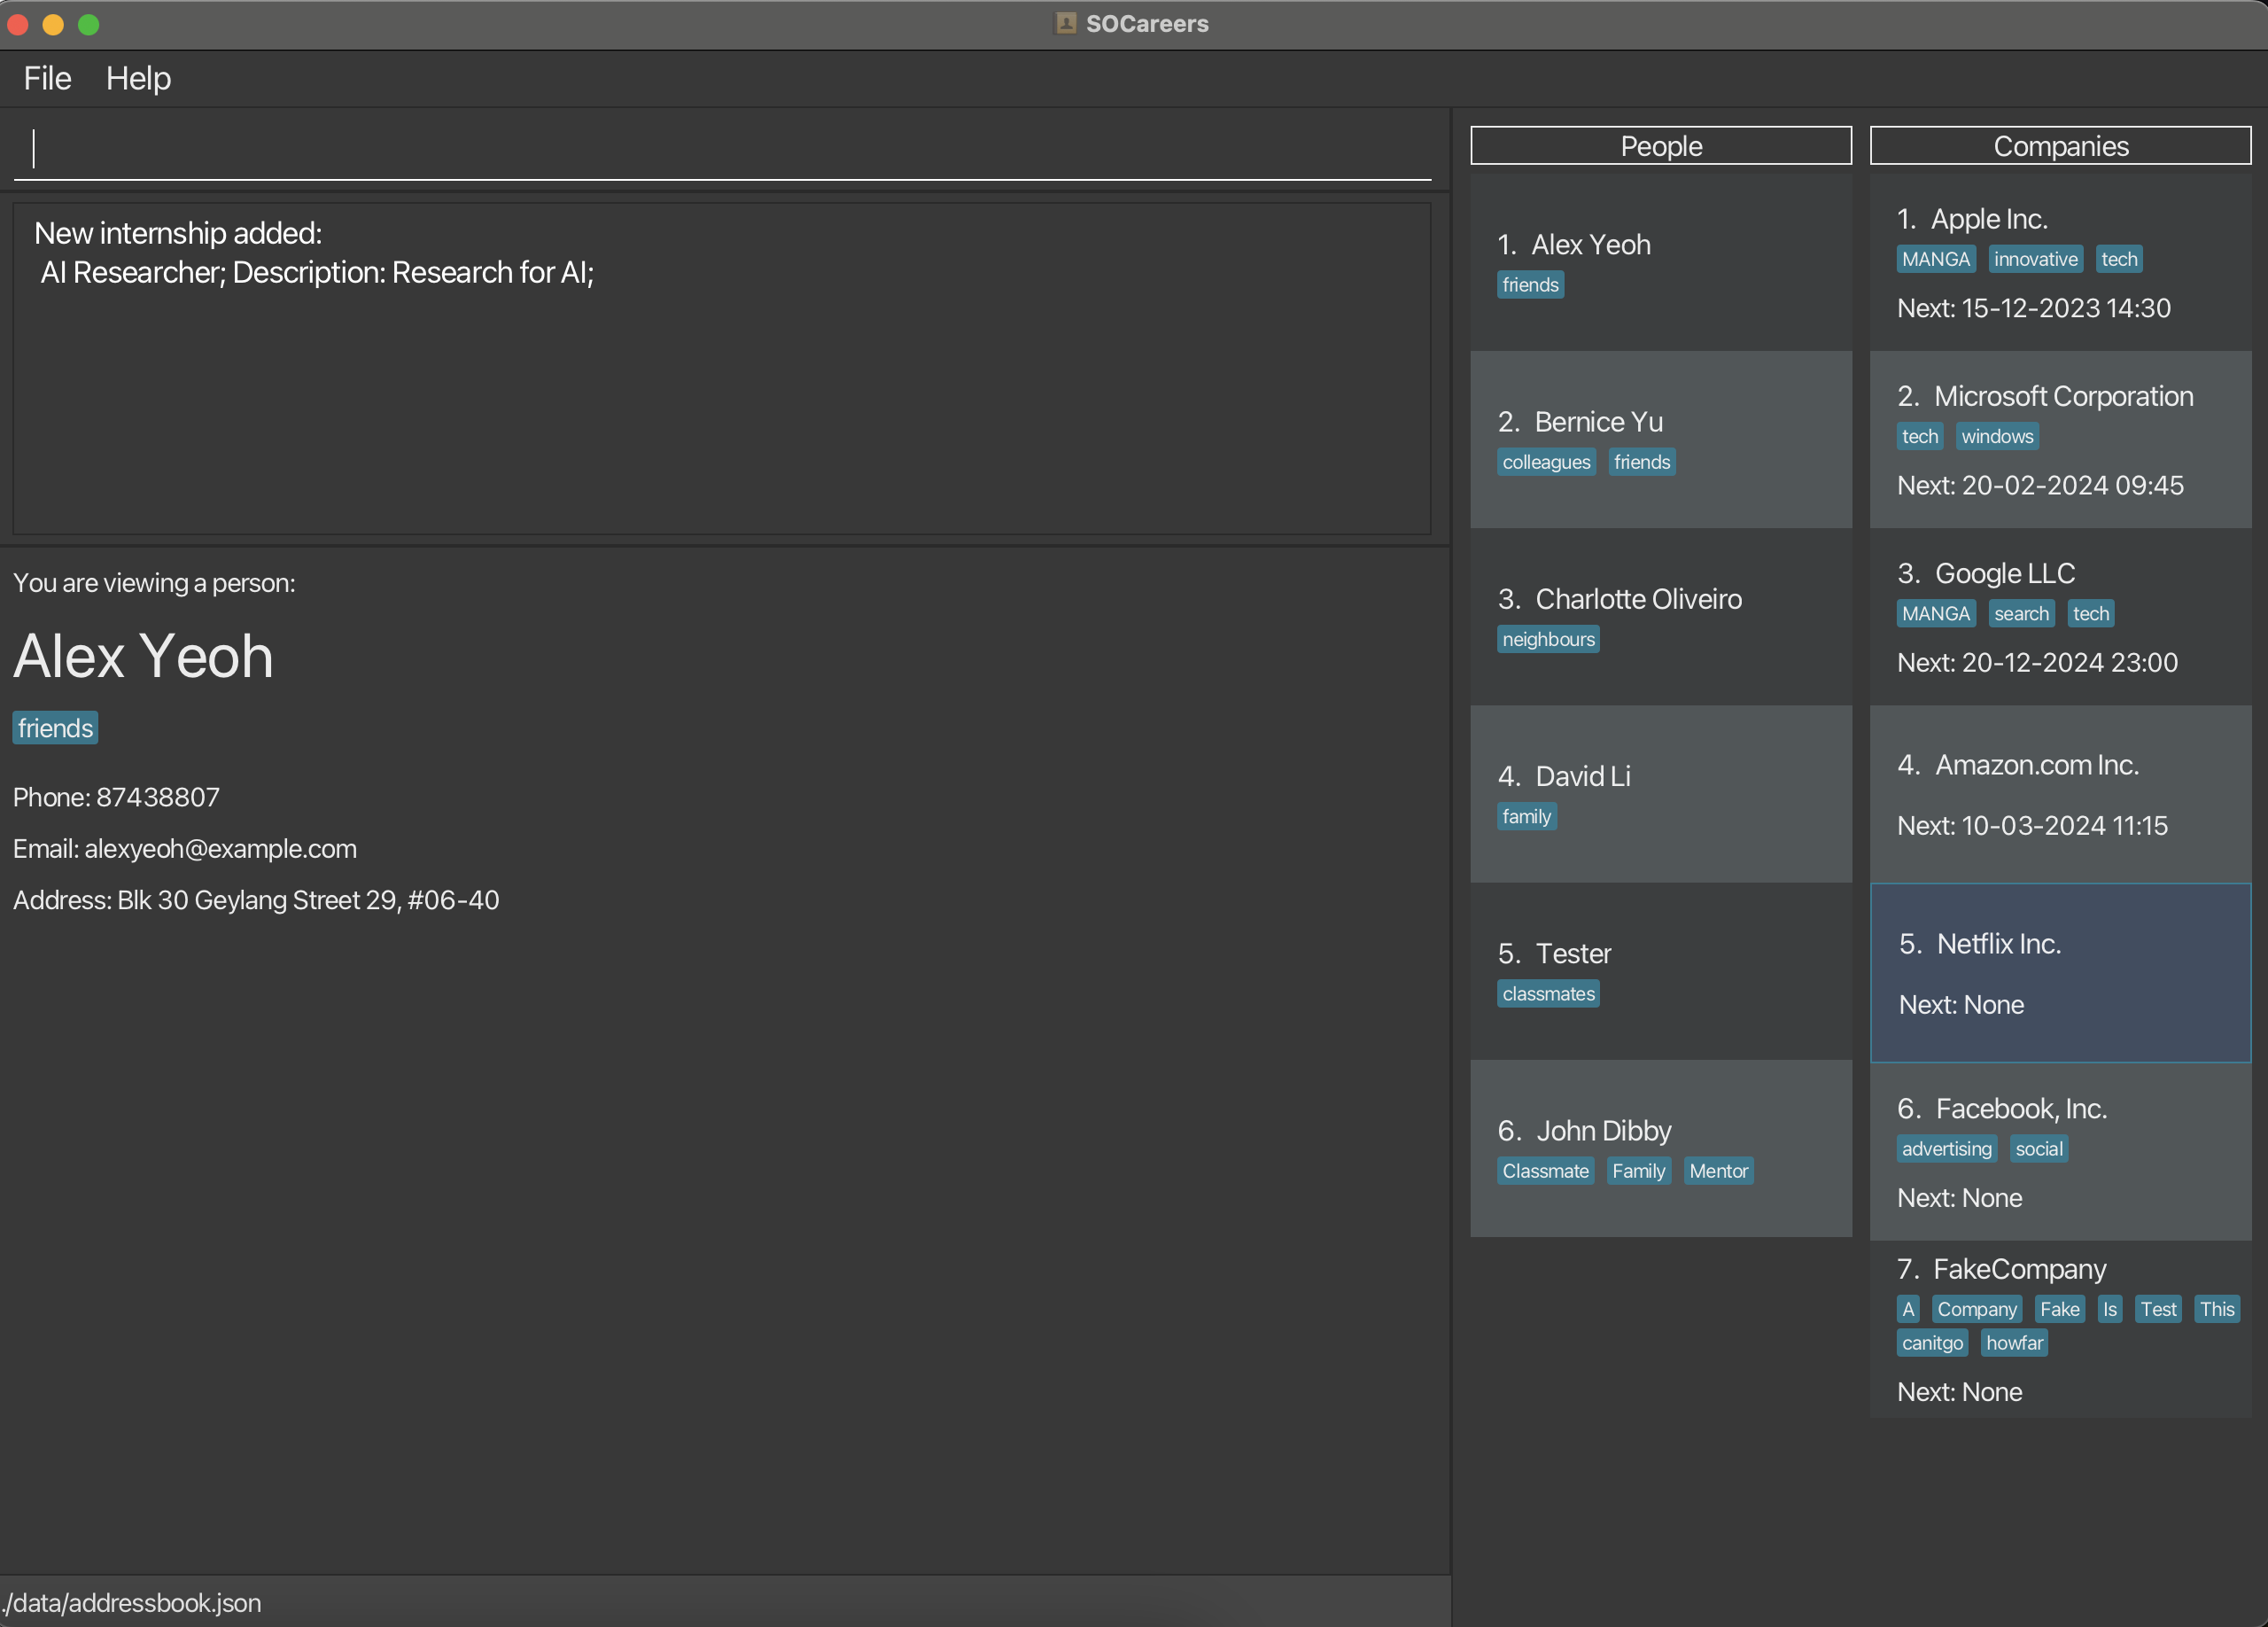 SOCareers
File Help
New internship added:
AI Researcher; Description: Research for AI;
You are viewing a person:
Alex Yeoh
friends
Phone: 87438807
Email: alexyeoh@example.com
Address: Blk 30 Geylang Street 29, #06-40
./data/addressbook.json
People
1. Alex Yeoh
friends
2. Bernice Yu
colleagues friends
3. Charlotte Oliveiro
neighbours
4. David Li
family
5. Tester
classmates
6. John Dibby
Classmate Family Mentor
Companies
1. Apple Inc.
MANGA innovative tech
Next: 15-12-2023 14:30
2. Microsoft Corporation
tech windows
Next: 20-02-2024 09:45
3. Google LLC
MANGA search tech
Next: 20-12-2024 23:00
4. Amazon.com Inc.
Next: 10-03-2024 11:15
5. Netflix Inc.
Next: None
6. Facebook, Inc.
advertising social
Next: None
7. FakeCompany
A Company Fake Is Test This
canitgo howfar
Next: None